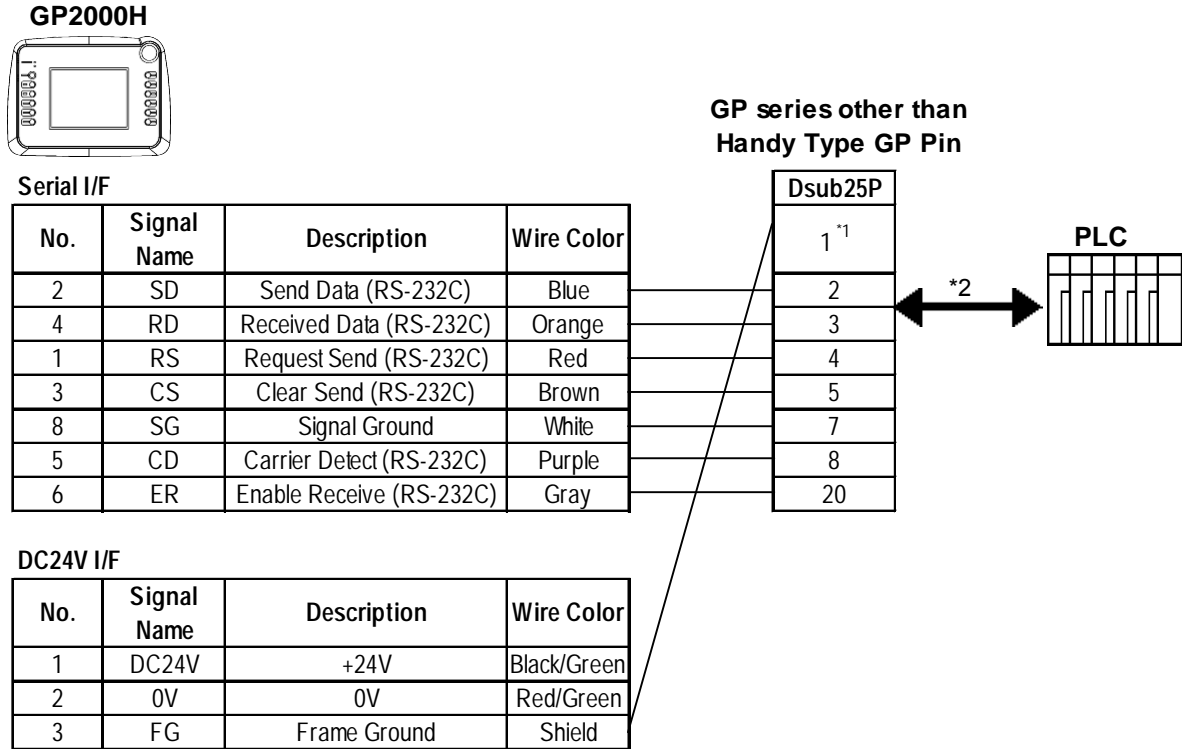 GP2000H
GP series other than
Handy Type GP Pin
Serial I/F
No. Signal Name Description Wire Color
2 SD Send Data (RS-232C) Blue
4 RD Received Data (RS-232C) Orange
1 RS Request Send (RS-232C) Red
3 CS Clear Send (RS-232C) Brown
8 SG Signal Ground White
5 CD Carrier Detect (RS-232C) Purple
6 ER Enable Receive (RS-232C) Gray
Dsub25P
1 *1
2
3
4
5
7
8
20
*2
PLC
DC24V I/F
No. Signal Name Description Wire Color
1 DC24V +24V Black/Green
2 0V 0V Red/Green
3 FG Frame Ground Shield